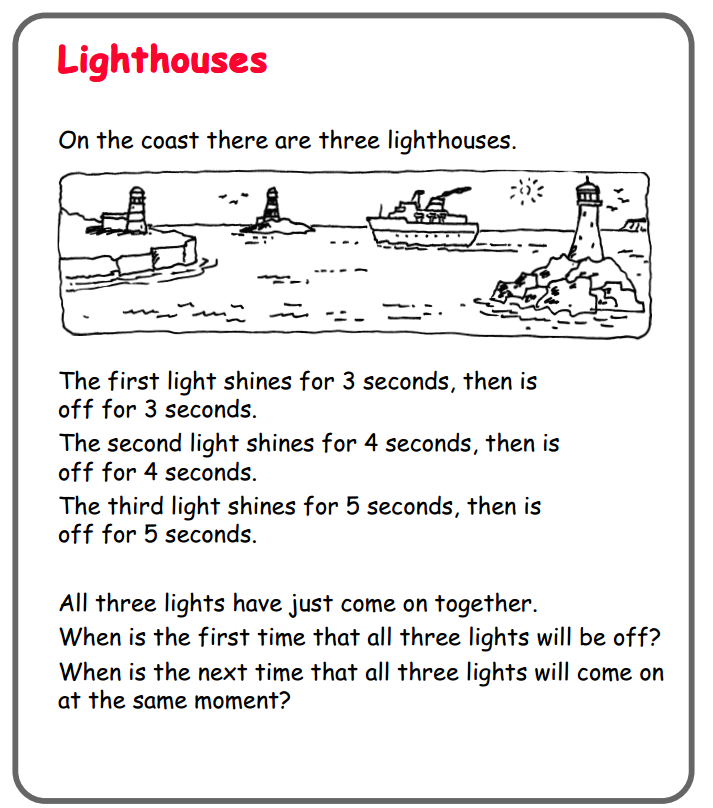 Lighthouses
On the coast there are three lighthouses.
The first light shines for 3 seconds, then is
off for 3 seconds.
The second light shines for 4 seconds, then is
off for 4 seconds.
The third light shines for 5 seconds, then is
off for 5 seconds.
All three lights have just come on together.
When is the first time that all three lights will be off?
When is the next time that all three lights will come on
at the same moment?